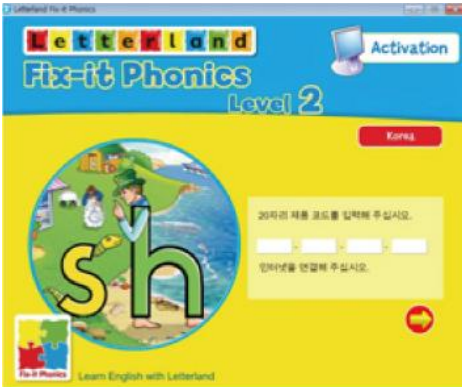 Letterland Fix-it Phonics
Letterland
Activation
Fix-it Phonics
Level 2
Korea
20자리 제품 코드를 입력해 주십시오.
- - -
인터넷을 연결해 주십시오.
sh
Fix-it Phonics
Learn English with Letterland